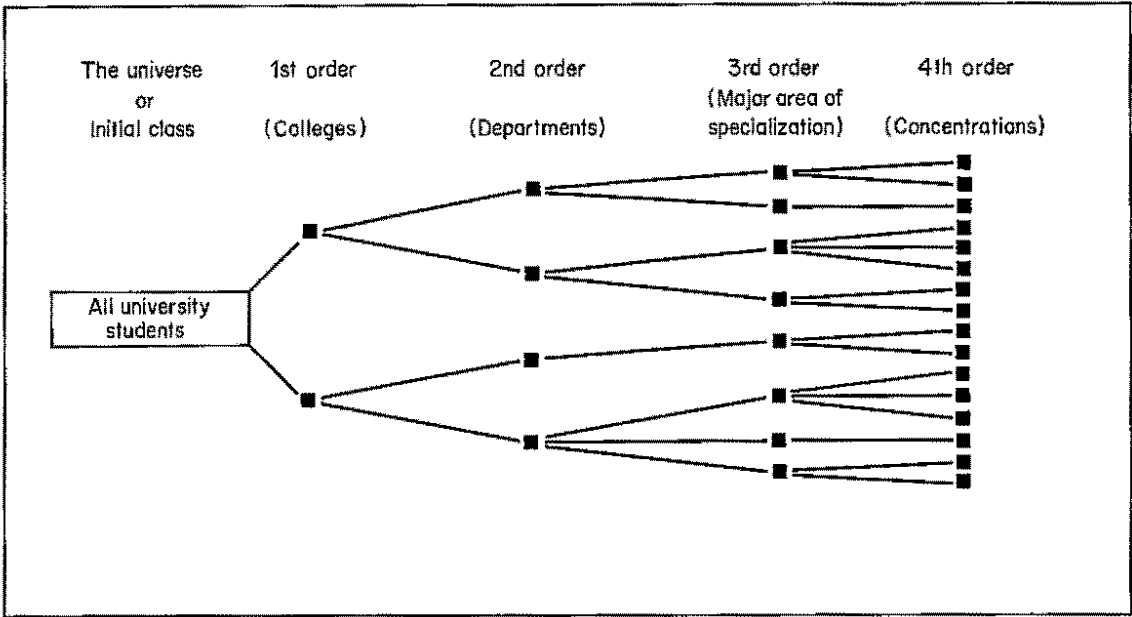 The universe
or
Initial class
1st order
(Colleges)
2nd order
(Departments)
3rd order
(Major area of
specialization)
4th order
(Concentrations)
All university
students